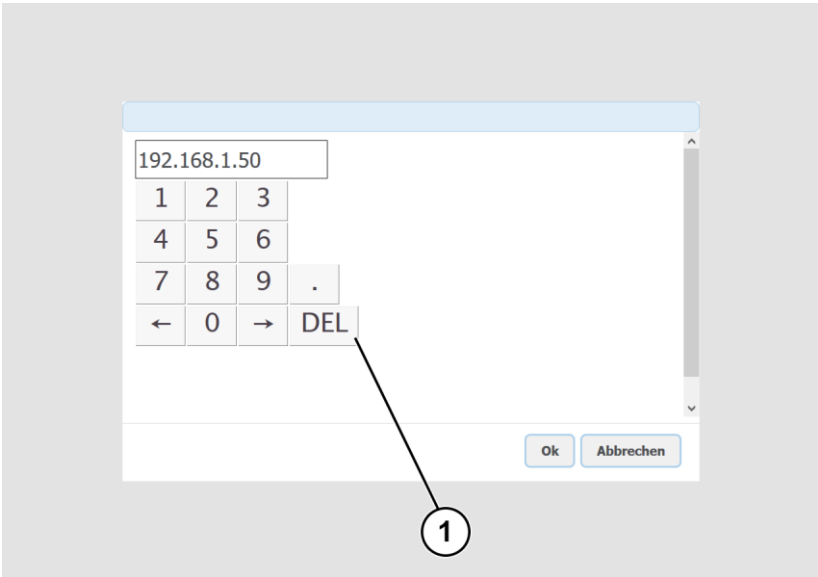 192.168.1.50
1 2 3
4 5 6
7 8 9 .
← 0 → DEL
Ok Abbrechen
1